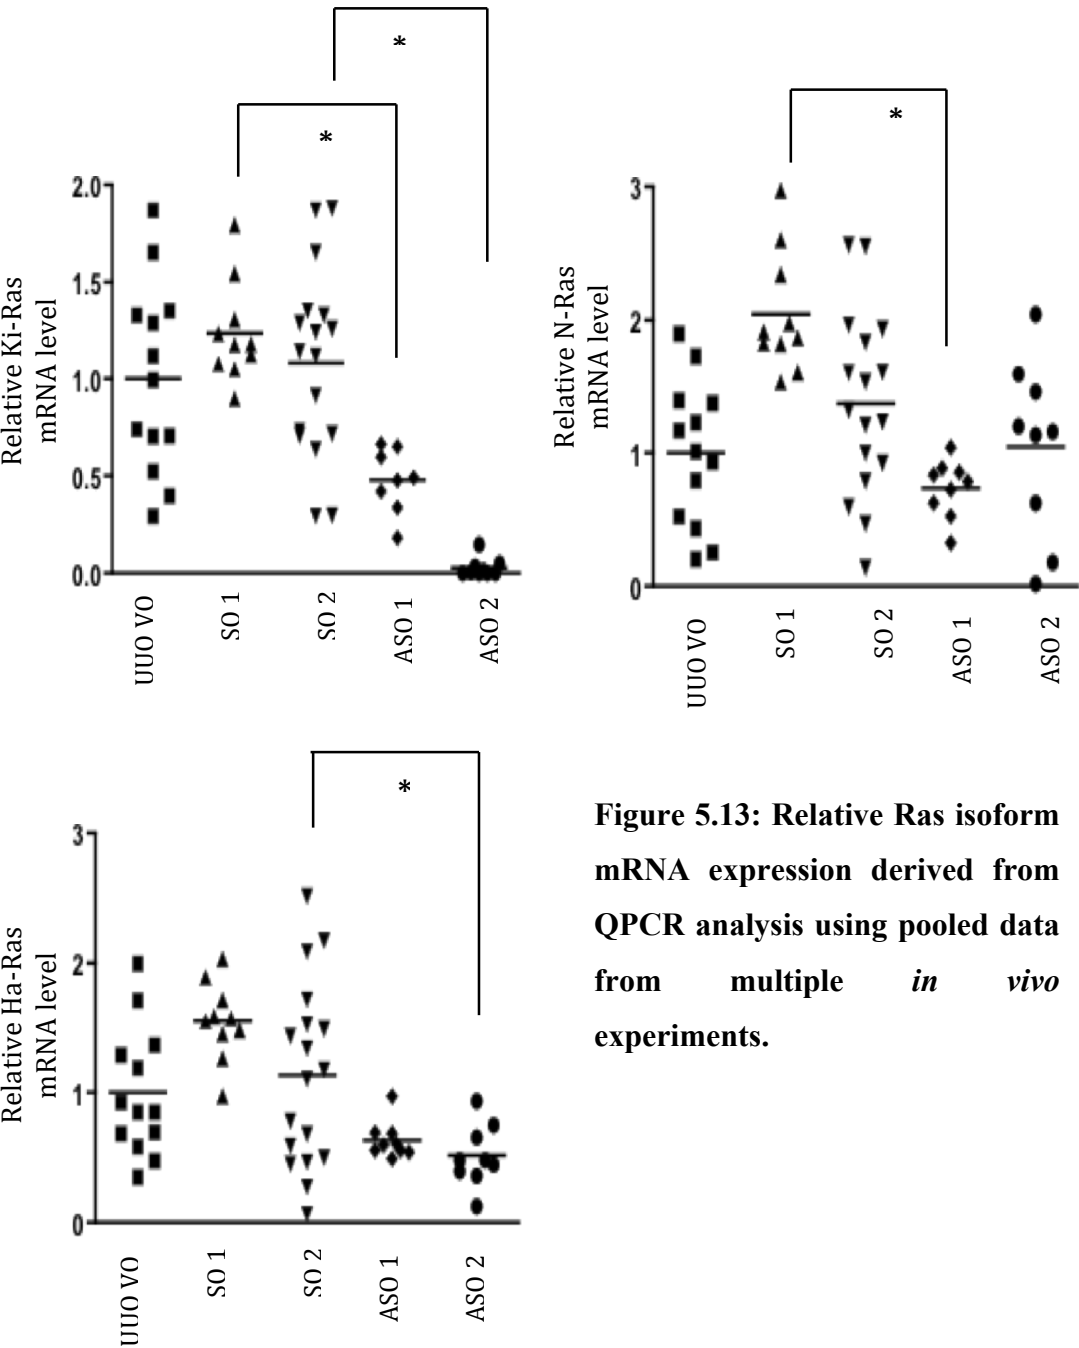 *
*
2.0
1.5
1.0
0.5
0.0
Relative Ki-Ras
mRNA level
UUO VO
SO 1
SO 2
ASO 1
ASO 2
*
3
2
1
0
Relative N-Ras
mRNA level
UUO VO
SO 1
SO 2
ASO 1
ASO 2
*
3
2
1
0
Relative Ha-Ras
mRNA level
UUO VO
SO 1
SO 2
ASO 1
ASO 2
Figure 5.13: Relative Ras isoform
mRNA expression derived from
QPCR analysis using pooled data
from multiple in vivo
experiments.